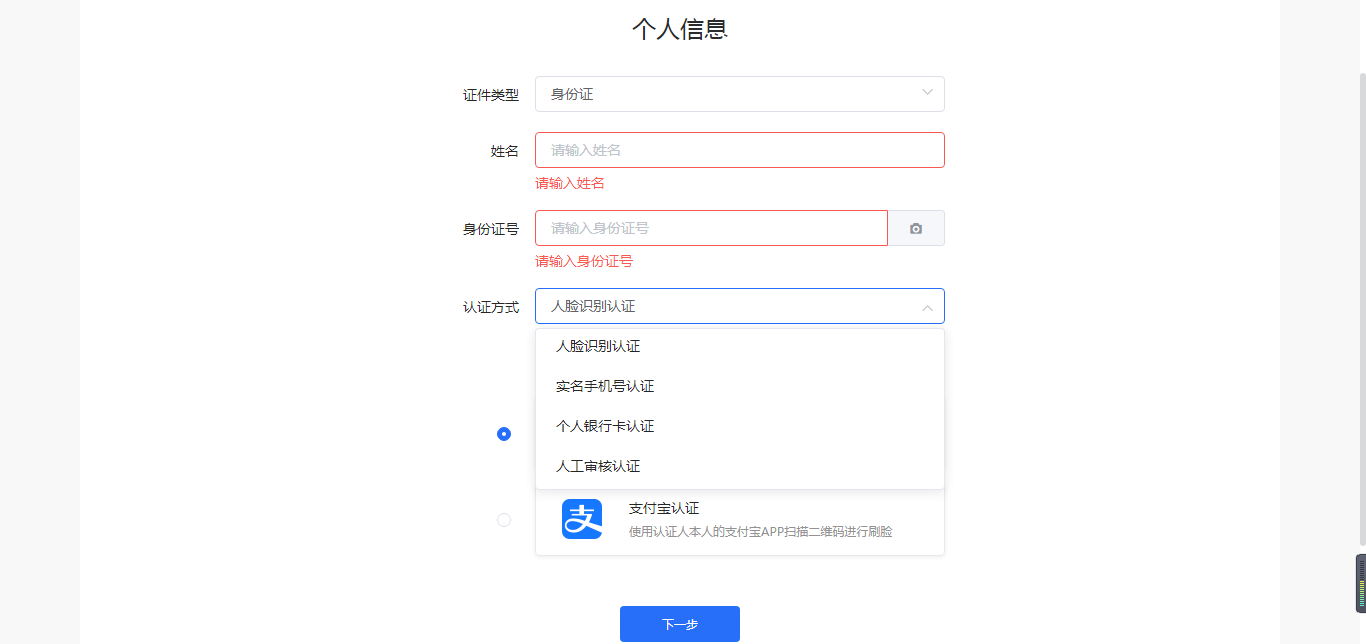 个人信息
证件类型 身份证
姓名 请输入姓名
请输入姓名
身份证号 请输入身份证号
请输入身份证号
认证方式 人脸识别认证
人脸识别认证
实名手机号认证
个人银行卡认证
人工审核认证
支 支付宝认证
使用认证人本人的支付宝APP扫描二维码进行刷脸
下一步